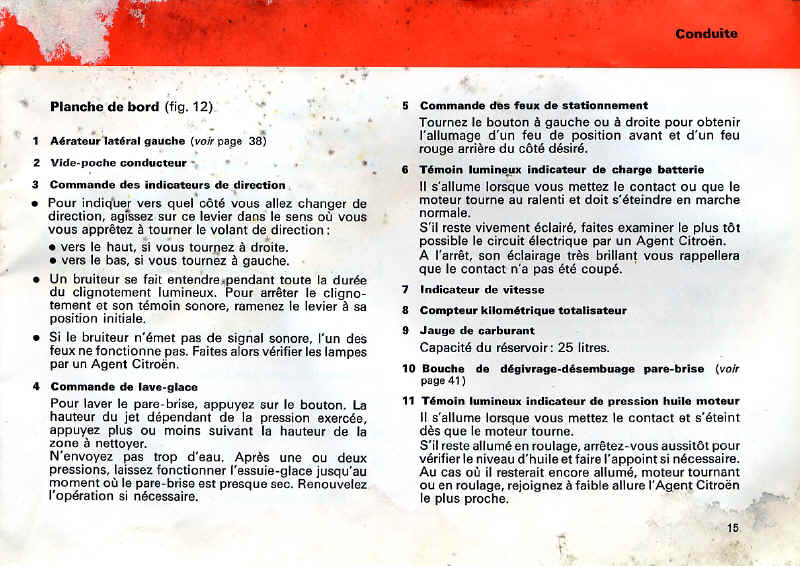 Conduite
Planche de bord (fig. 12)
1 Aérateur latéral gauche (voir page 38)
2 Vide-poche conducteur
3 Commande des indicateurs de direction
● Pour indiquer vers quel côté vous allez changer de
direction, agissez sur ce levier dans le sens où vous
vous apprêtez à tourner le volant de direction :
● vers le haut, si vous tournez à droite.
● vers le bas, si vous tournez à gauche.
● Un bruiteur se fait entendre pendant toute la durée
du clignotement lumineux. Pour arrêter le cligno-
tement et son témoin sonore, ramenez le levier à sa
position initiale.
● Si le bruiteur n'émet pas de signal sonore, l'un des
feux ne fonctionne pas. Faites alors vérifier les lampes
par un Agent Citroën.
4 Commande de lave-glace
Pour laver le pare-brise, appuyez sur le bouton. La
hauteur du jet dépendant de la pression exercée,
appuyez plus ou moins suivant la hauteur de la
zone à nettoyer.
N'envoyez pas trop d'eau. Après une ou deux
pressions, laissez fonctionner l'essuie-glace jusqu'au
moment où le pare-brise est presque sec. Renouvelez
l'opération si nécessaire.
5 Commande des feux de stationnement
Tournez le bouton à gauche ou à droite pour obtenir
l'allumage d'un feu de position avant et d'un feu
rouge arrière du côté désiré.
6 Témoin lumineux indicateur de charge batterie
Il s'allume lorsque vous mettez le contact ou que le
moteur tourne au ralenti et doit s'éteindre en marche
normale.
S'il reste vivement éclairé, faites examiner le plus tôt
possible le circuit électrique par un Agent Citroën.
A l'arrêt, son éclairage très brillant vous rappellera
que le contact n'a pas été coupé.
7 Indicateur de vitesse
8 Compteur kilométrique totalisateur
9 Jauge de carburant
Capacité du réservoir : 25 litres.
10 Bouche de dégivrage-désembuage pare-brise (voir
page 41)
11 Témoin lumineux indicateur de pression huile moteur
Il s'allume lorsque vous mettez le contact et s'éteint
dès que le moteur tourne.
S'il reste allumé en roulage, arrêtez-vous aussitôt pour
vérifier le niveau d'huile et faire l'appoint si nécessaire.
Au cas où il resterait encore allumé, moteur tournant
ou en roulage, rejoignez à faible allure l'Agent Citroën
le plus proche.
15